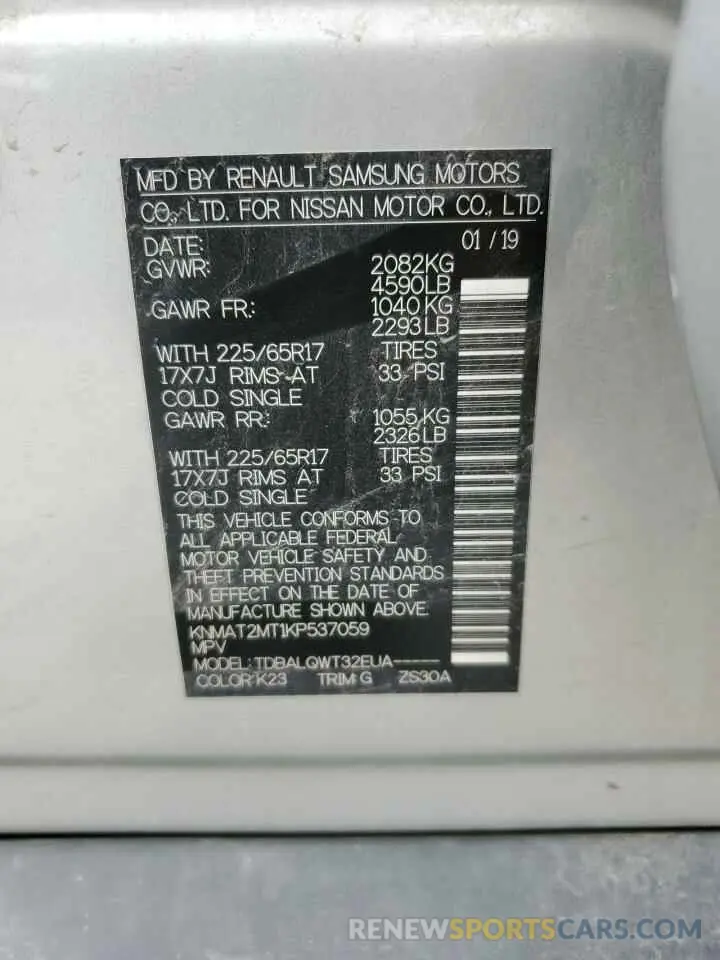 MFD BY RENAULT SAMSUNG MOTORS
CO., LTD. FOR NISSAN MOTOR CO., LTD.
DATE: 01 / 19
GVWR: 2082KG
4590LB
GAWR FR.: 1040 KG
2293LB
WITH 225/65R17 TIRES
17X7J RIMS AT 33 PSI
COLD SINGLE
GAWR RR.: 1055 KG
2326LB
WITH 225/65R17 TIRES
17X7J RIMS AT 33 PSI
COLD SINGLE
THIS VEHICLE CONFORMS TO
ALL APPLICABLE FEDERAL
MOTOR VEHICLE SAFETY AND
THEFT PREVENTION STANDARDS
IN EFFECT ON THE DATE OF
MANUFACTURE SHOWN ABOVE.
KNMAT2MT1KP537059
MPV
MODEL: TDBALQWT32EUA-----
COLOR: K23 TRIM: G ZS30A
RENEWSPORTSCARS.COM